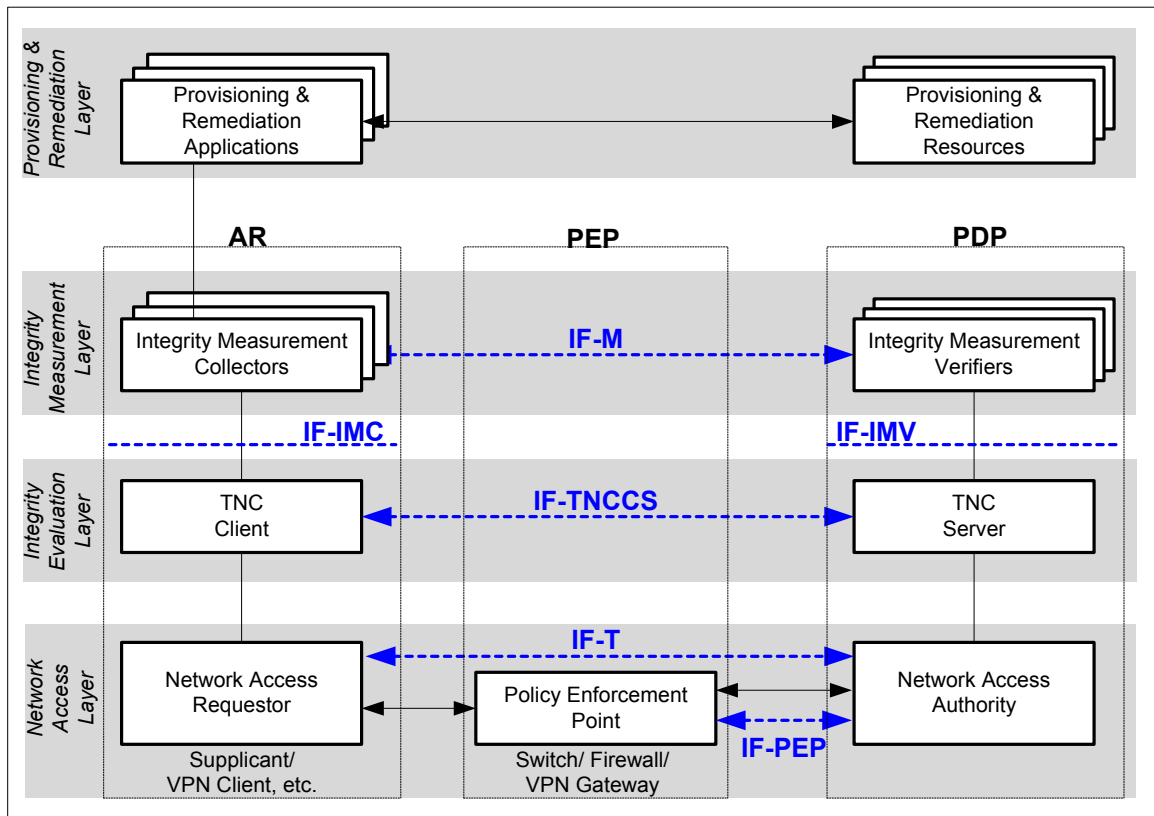 Provisioning &
Remediation
Layer
Provisioning &
Remediation
Applications
Provisioning &
Remediation
Resources
AR
PEP
PDP
Integrity
Measurement
Layer
Integrity Measurement
Collectors
IF-M
Integrity Measurement
Verifiers
IF-IMC
IF-IMV
Integrity
Evaluation
Layer
TNC
Client
IF-TNCCS
TNC
Server
Network
Access
Layer
Network Access
Requestor
IF-T
Policy Enforcement
Point
Network Access
Authority
IF-PEP
Supplicant/
VPN Client, etc.
Switch/ Firewall/
VPN Gateway